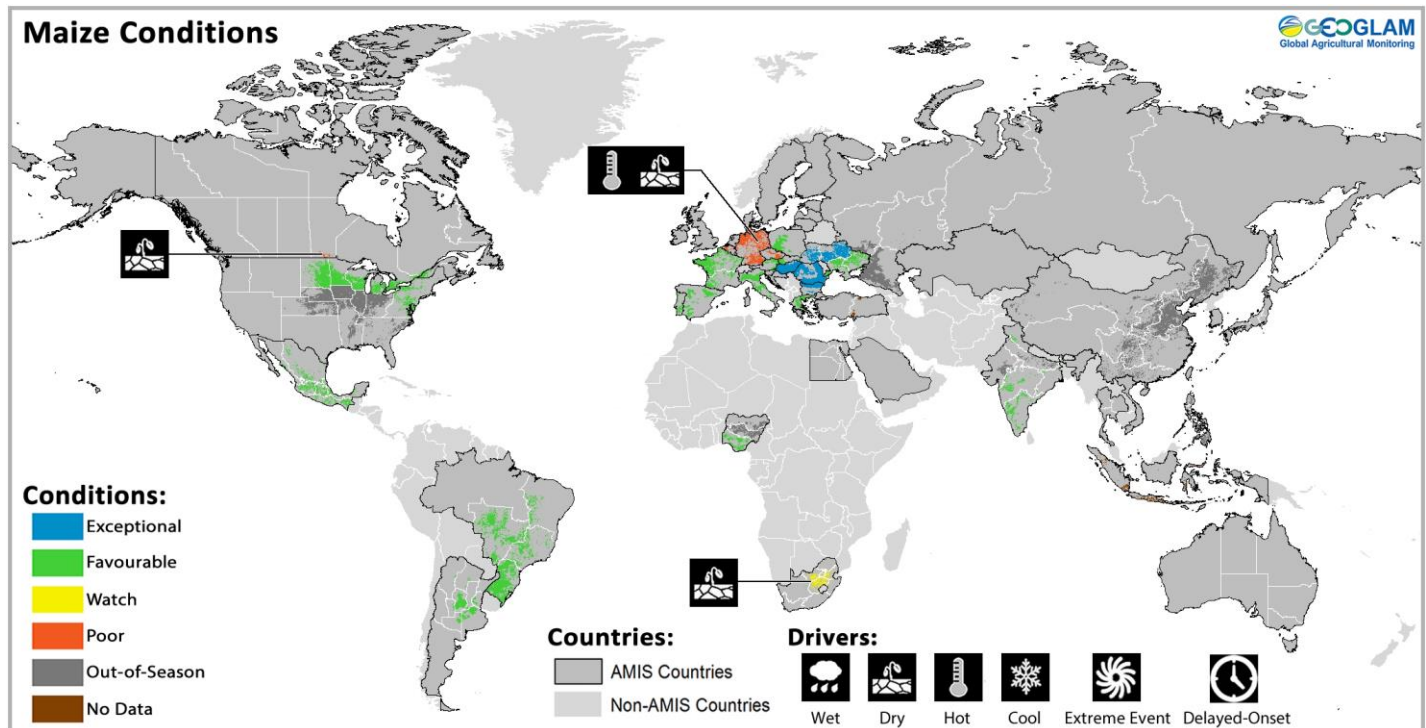 Maize Conditions
GEOGLAM
Global Agricultural Monitoring
Conditions:
Exceptional
Favourable
Watch
Poor
Out-of-Season
No Data
Countries:
AMIS Countries
Non-AMIS Countries
Drivers:
Wet
Dry
Hot
Cool
Extreme Event
Delayed-Onset